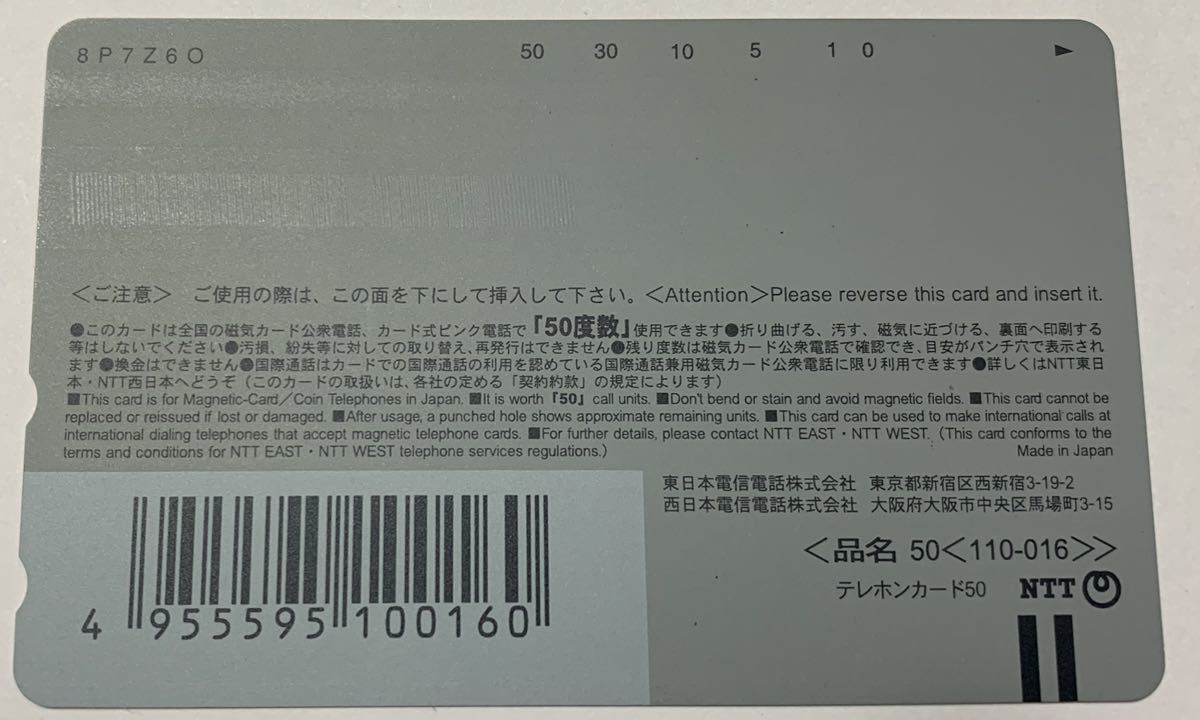 8P7Z6O 50 30 10 5 1 0 ►
＜ご注意＞ ご使用の際は、この面を下にして挿入して下さい。＜Attention＞Please reverse this card and insert it.
●このカードは全国の磁気カード公衆電話、カード式ピンク電話で「50度数」使用できます●折り曲げる、汚す、磁気に近づける、裏面へ印刷する
等はしないでください●汚損、紛失等に対しての取り替え、再発行はできません●残り度数は磁気カード公衆電話で確認でき、目安がパンチ穴で表示され
ます●換金はできません●国際通話はカードでの国際通話の利用を認めている国際通話兼用磁気カード公衆電話に限り利用できます●詳しくはNTT東日
本・NTT西日本へどうぞ（このカードの取扱いは、各社の定める「契約約款」の規定によります）
■This card is for Magnetic-Card／Coin Telephones in Japan. ■It is worth『50』call units. ■Don't bend or stain and avoid magnetic fields. ■This card cannot be
replaced or reissued if lost or damaged. ■After usage, a punched hole shows approximate remaining units. ■This card can be used to make international calls at
international dialing telephones that accept magnetic telephone cards. ■For further details, please contact NTT EAST・NTT WEST. (This card conforms to the
terms and conditions for NTT EAST・NTT WEST telephone services regulations.) Made in Japan
東日本電信電話株式会社 東京都新宿区西新宿3-19-2
西日本電信電話株式会社 大阪府大阪市中央区馬場町3-15
＜品名 50＜110-016＞＞
テレホンカード50 NTT
4 955595 100160